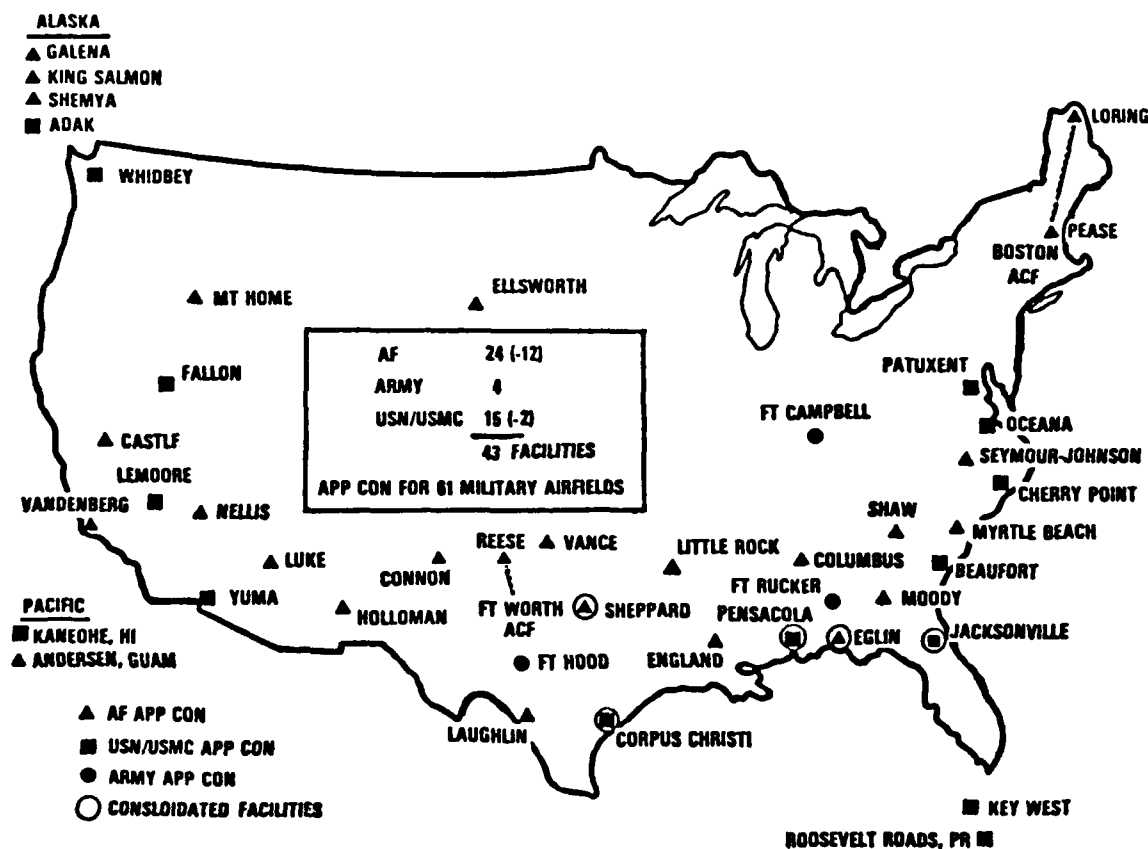 ALASKA
GALENA
KING SALMON
SHEMYA
ADAK
LORING
WHIDBEY
PEASE
BOSTON
ACF
MT HOME
ELLSWORTH
AF 24 (-12)
ARMY 4
USN/USMC 15 (-2)
43 FACILITIES
APP CON FOR 61 MILITARY AIRFIELDS
FALLON
PATUXENT
FT CAMPBELL
OCEANA
CASTLF
SEYMOUR-JOHNSON
LEMOORE
CHERRY POINT
VANDENBERG
NELLIS
SHAW
MYRTLE BEACH
REESE
VANCE
LITTLE ROCK
COLUMBUS
LUKE
CONNON
BEAUFORT
FT RUCKER
YUMA
HOLLOMAN
FT WORTH
ACF
SHEPPARD
PENSACOLA
MOODY
PACIFIC
KANEOHE, HI
ANDERSEN, GUAM
FT HOOD
ENGLAND
EGLIN
JACKSONVILLE
LAUGHLIN
CORPUS CHRISTI
AF APP CON
USN/USMC APP CON
ARMY APP CON
CONSLOIDATED FACILITIES
KEY WEST
ROOSEVELT ROADS, PR